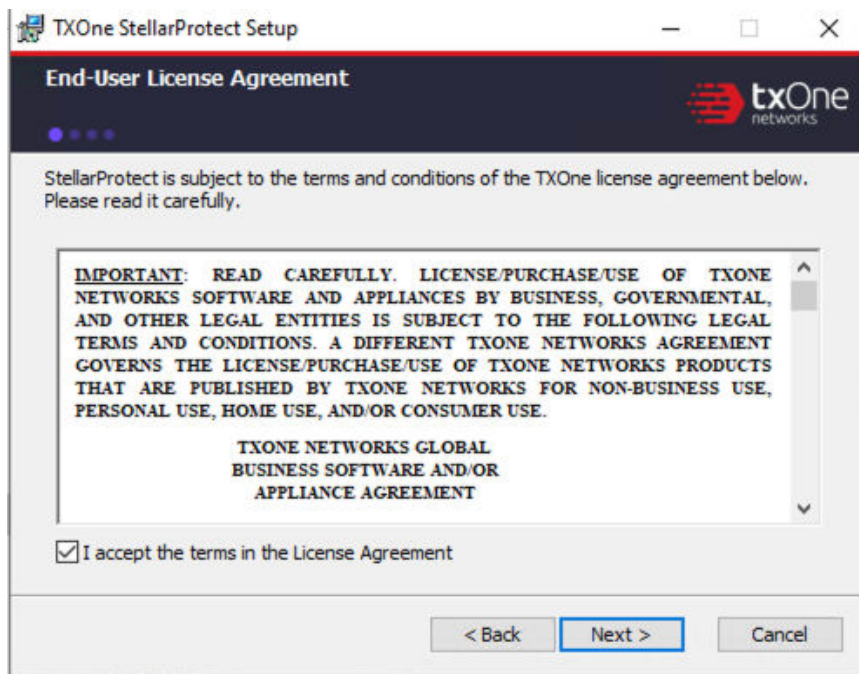 TXOne StellarProtect Setup
End-User License Agreement
txOne
networks
StellarProtect is subject to the terms and conditions of the TXOne license agreement below.
Please read it carefully.
IMPORTANT: READ CAREFULLY. LICENSE/PURCHASE/USE OF TXONE
NETWORKS SOFTWARE AND APPLIANCES BY BUSINESS, GOVERNMENTAL,
AND OTHER LEGAL ENTITIES IS SUBJECT TO THE FOLLOWING LEGAL
TERMS AND CONDITIONS. A DIFFERENT TXONE NETWORKS AGREEMENT
GOVERNS THE LICENSE/PURCHASE/USE OF TXONE NETWORKS PRODUCTS
THAT ARE PUBLISHED BY TXONE NETWORKS FOR NON-BUSINESS USE,
PERSONAL USE, HOME USE, AND/OR CONSUMER USE.
TXONE NETWORKS GLOBAL
BUSINESS SOFTWARE AND/OR
APPLIANCE AGREEMENT
I accept the terms in the License Agreement
< Back Next > Cancel